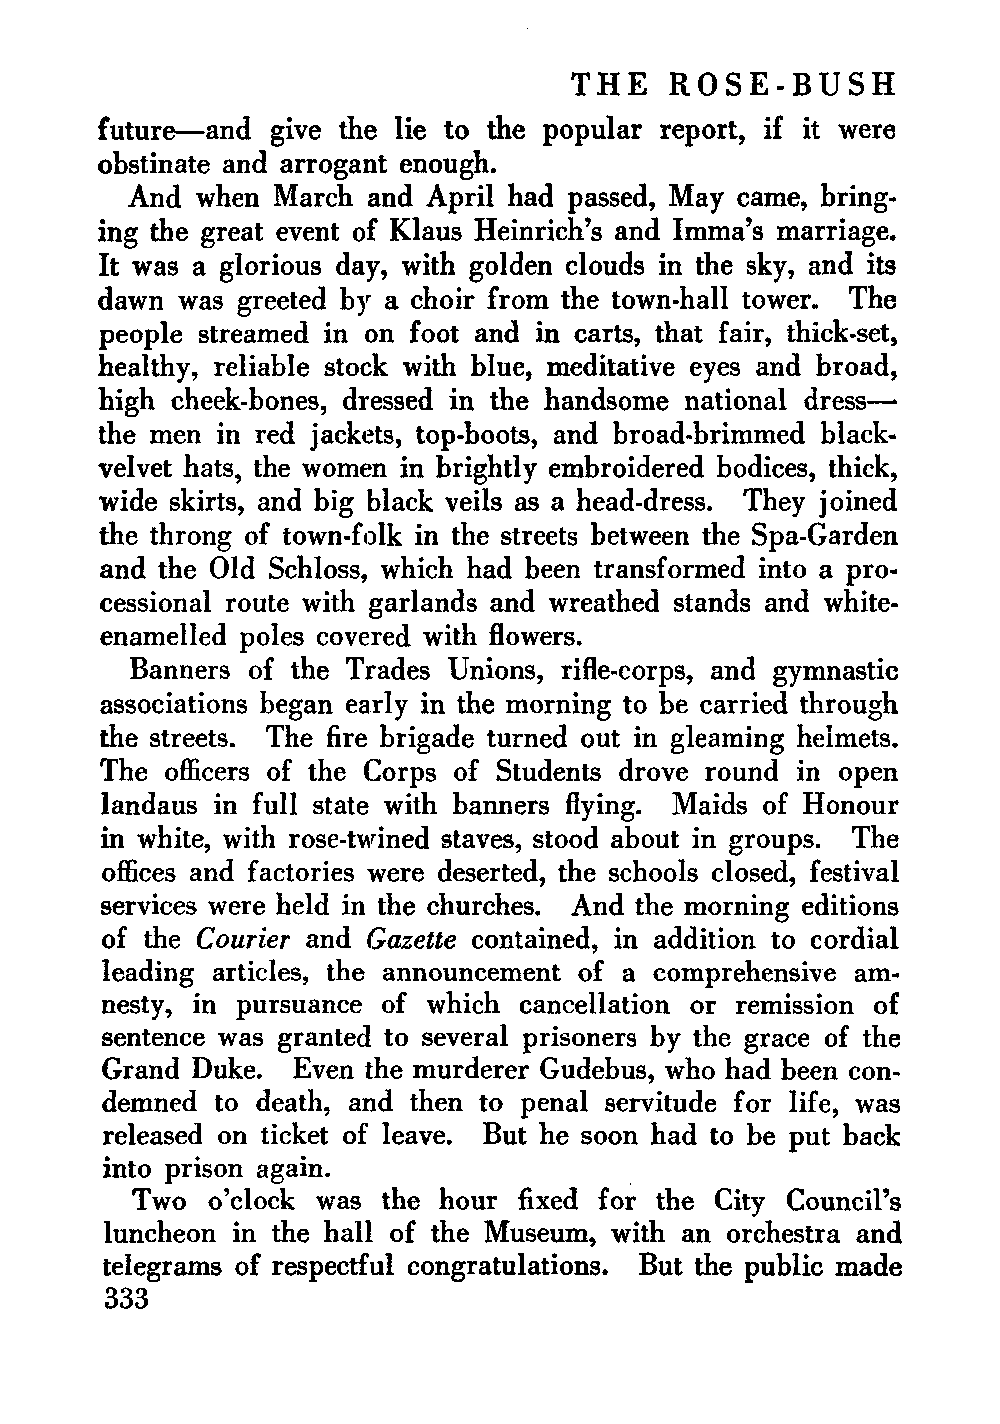 THE ROSE-BUSH
future—and give the lie to the popular report, if it were
obstinate and arrogant enough.
And when March and April had passed, May came, bring-
ing the great event of Klaus Heinrich's and Imma's marriage.
It was a glorious day, with golden clouds in the sky, and its
dawn was greeted by a choir from the town-hall tower. The
people streamed in on foot and in carts, that fair, thick-set,
healthy, reliable stock with blue, meditative eyes and broad,
high cheek-bones, dressed in the handsome national dress—
the men in red jackets, top-boots, and broad-brimmed black-
velvet hats, the women in brightly embroidered bodices, thick,
wide skirts, and big black veils as a head-dress. They joined
the throng of town-folk in the streets between the Spa-Garden
and the Old Schloss, which had been transformed into a pro-
cessional route with garlands and wreathed stands and white-
enamelled poles covered with flowers.
Banners of the Trades Unions, rifle-corps, and gymnastic
associations began early in the morning to be carried through
the streets. The fire brigade turned out in gleaming helmets.
The officers of the Corps of Students drove round in open
landaus in full state with banners flying. Maids of Honour
in white, with rose-twined staves, stood about in groups. The
offices and factories were deserted, the schools closed, festival
services were held in the churches. And the morning editions
of the Courier and Gazette contained, in addition to cordial
leading articles, the announcement of a comprehensive am-
nesty, in pursuance of which cancellation or remission of
sentence was granted to several prisoners by the grace of the
Grand Duke. Even the murderer Gudebus, who had been con-
demned to death, and then to penal servitude for life, was
released on ticket of leave. But he soon had to be put back
into prison again.
Two o'clock was the hour fixed for the City Council's
luncheon in the hall of the Museum, with an orchestra and
telegrams of respectful congratulations. But the public made
333